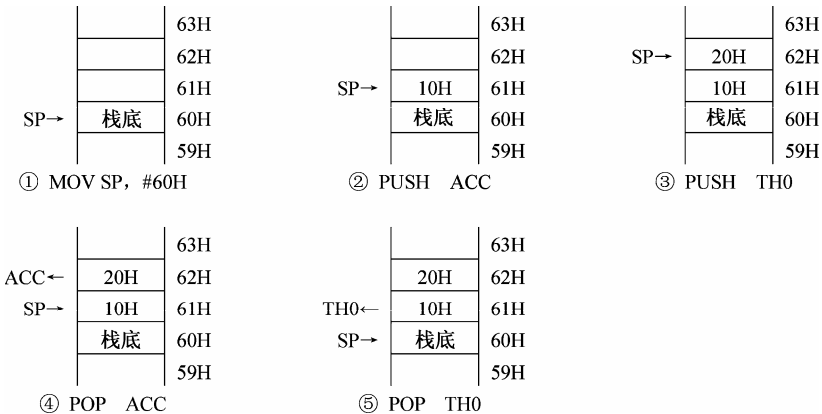 63H 63H 63H
62H 62H SP→ 20H 62H
61H SP→ 10H 61H 10H 61H
SP→ 栈底 60H 栈底 60H 栈底 60H
59H 59H 59H
① MOV SP，#60H ② PUSH ACC ③ PUSH TH0
63H 63H
ACC← 20H 62H 20H 62H
SP→ 10H 61H TH0← 10H 61H
栈底 60H SP→ 栈底 60H
59H 59H
④ POP ACC ⑤ POP TH0